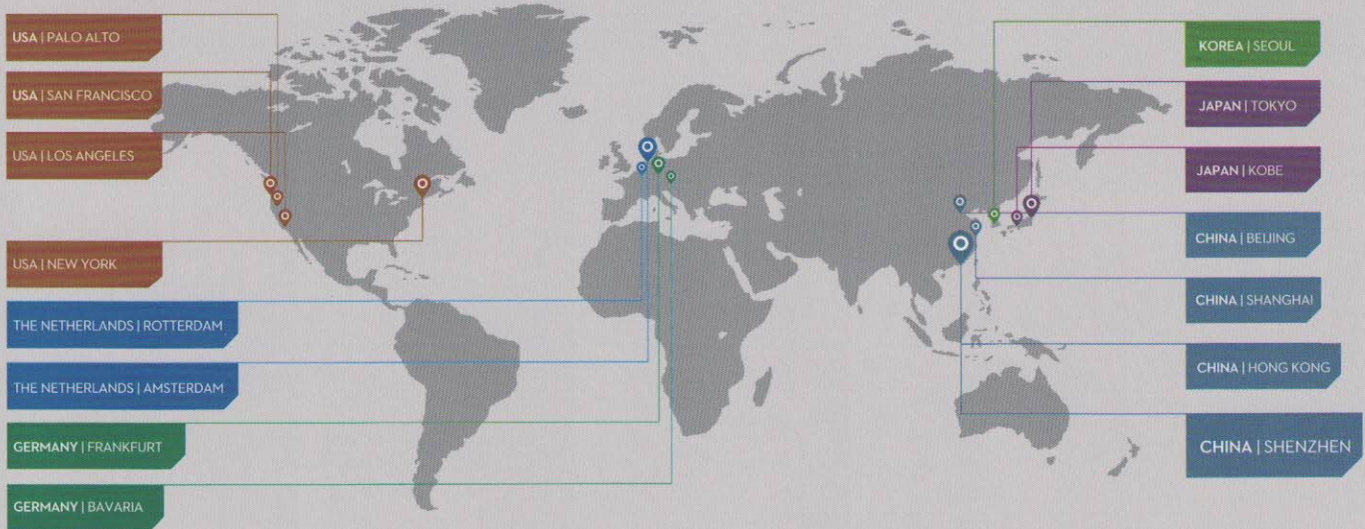 USA | PALO ALTO
USA | SAN FRANCISCO
USA | LOS ANGELES
USA | NEW YORK
THE NETHERLANDS | ROTTERDAM
THE NETHERLANDS | AMSTERDAM
GERMANY | FRANKFURT
GERMANY | BAVARIA
KOREA | SEOUL
JAPAN | TOKYO
JAPAN | KOBE
CHINA | BEIJING
CHINA | SHANGHAI
CHINA | HONG KONG
CHINA | SHENZHEN